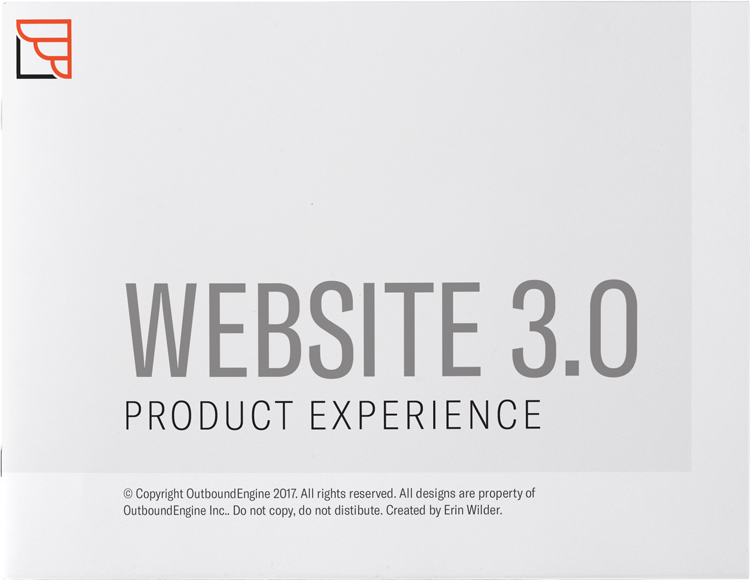 WEBSITE 3.0
PRODUCT EXPERIENCE
© Copyright OutboundEngine 2017. All rights reserved. All designs are property of
OutboundEngine Inc.. Do not copy, do not distibute. Created by Erin Wilder.